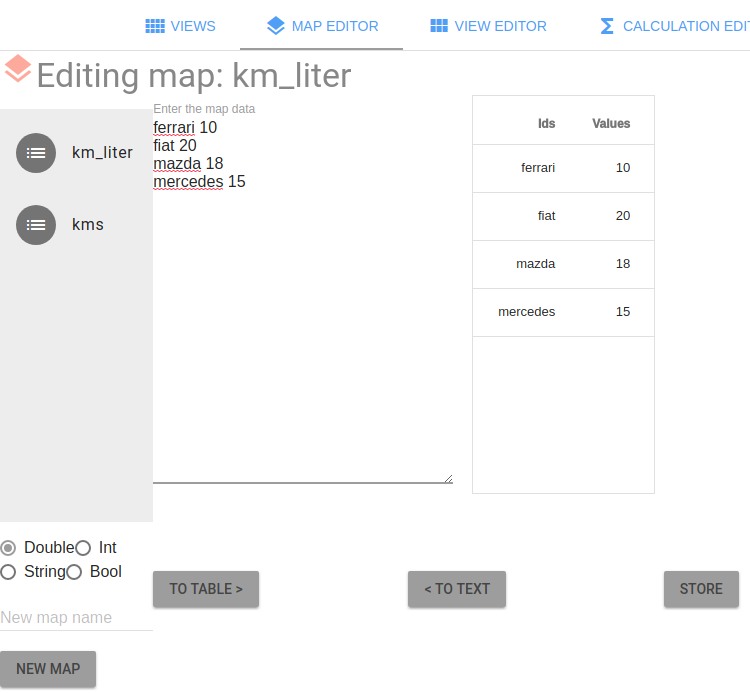 VIEWS
MAP EDITOR
VIEW EDITOR
CALCULATION EDI
Editing map: km_liter
km_liter
kms
Enter the map data
ferrari 10
fiat 20
mazda 18
mercedes 15
Ids Values
ferrari 10
fiat 20
mazda 18
mercedes 15
Double Int
String Bool
New map name
NEW MAP
TO TABLE >
< TO TEXT
STORE